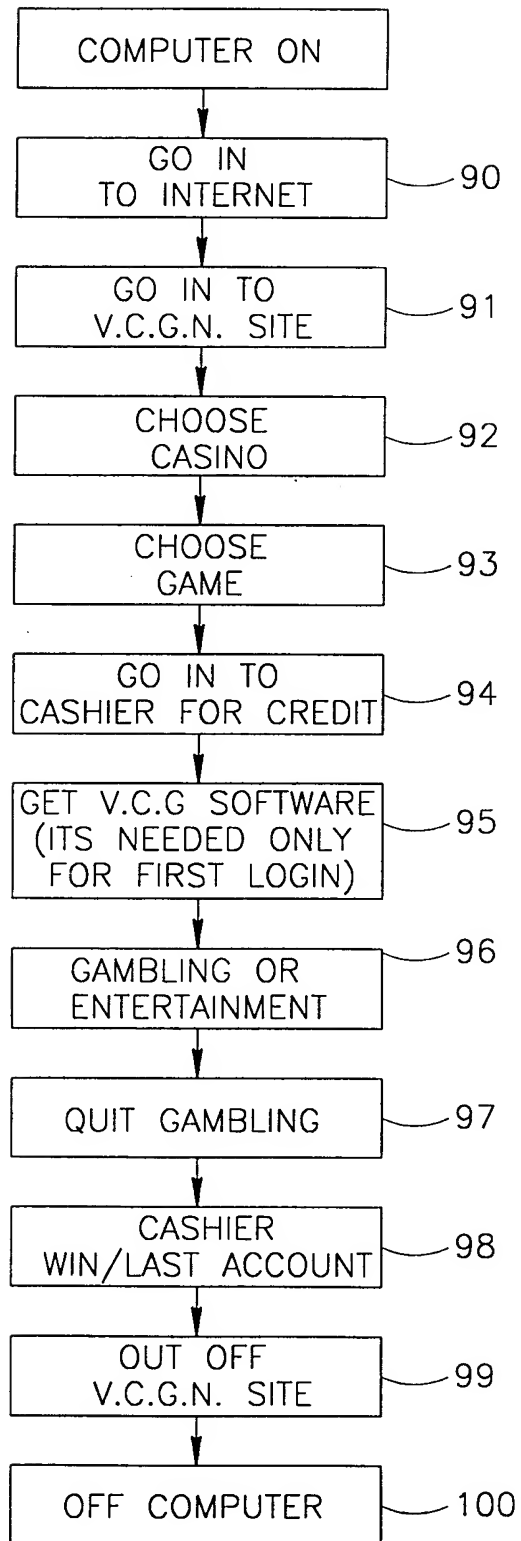 COMPUTER ON
GO IN
TO INTERNET
90
GO IN TO
V.C.G.N. SITE
91
CHOOSE
CASINO
92
CHOOSE
GAME
93
GO IN TO
CASHIER FOR CREDIT
94
GET V.C.G SOFTWARE
(ITS NEEDED ONLY
FOR FIRST LOGIN)
95
GAMBLING OR
ENTERTAINMENT
96
QUIT GAMBLING
97
CASHIER
WIN/LAST ACCOUNT
98
OUT OFF
V.C.G.N. SITE
99
OFF COMPUTER
100